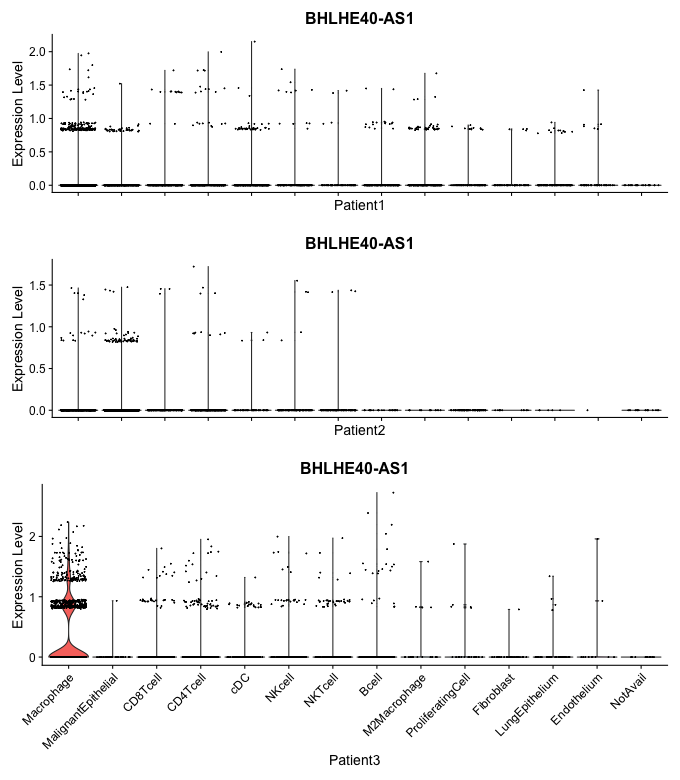 BHLHE40-AS1
Expression Level
2.0
1.5
1.0
0.5
0.0
Patient1
BHLHE40-AS1
Expression Level
1.5
1.0
0.5
0.0
Patient2
BHLHE40-AS1
Expression Level
2
1
0
Macrophage
MalignantEpithelial
CD8Tcell
CD4Tcell
cDC
NKcell
NKTcell
Bcell
M2Macrophage
ProliferatingCell
Fibroblast
LungEpithelium
Endothelium
NotAvail
Patient3